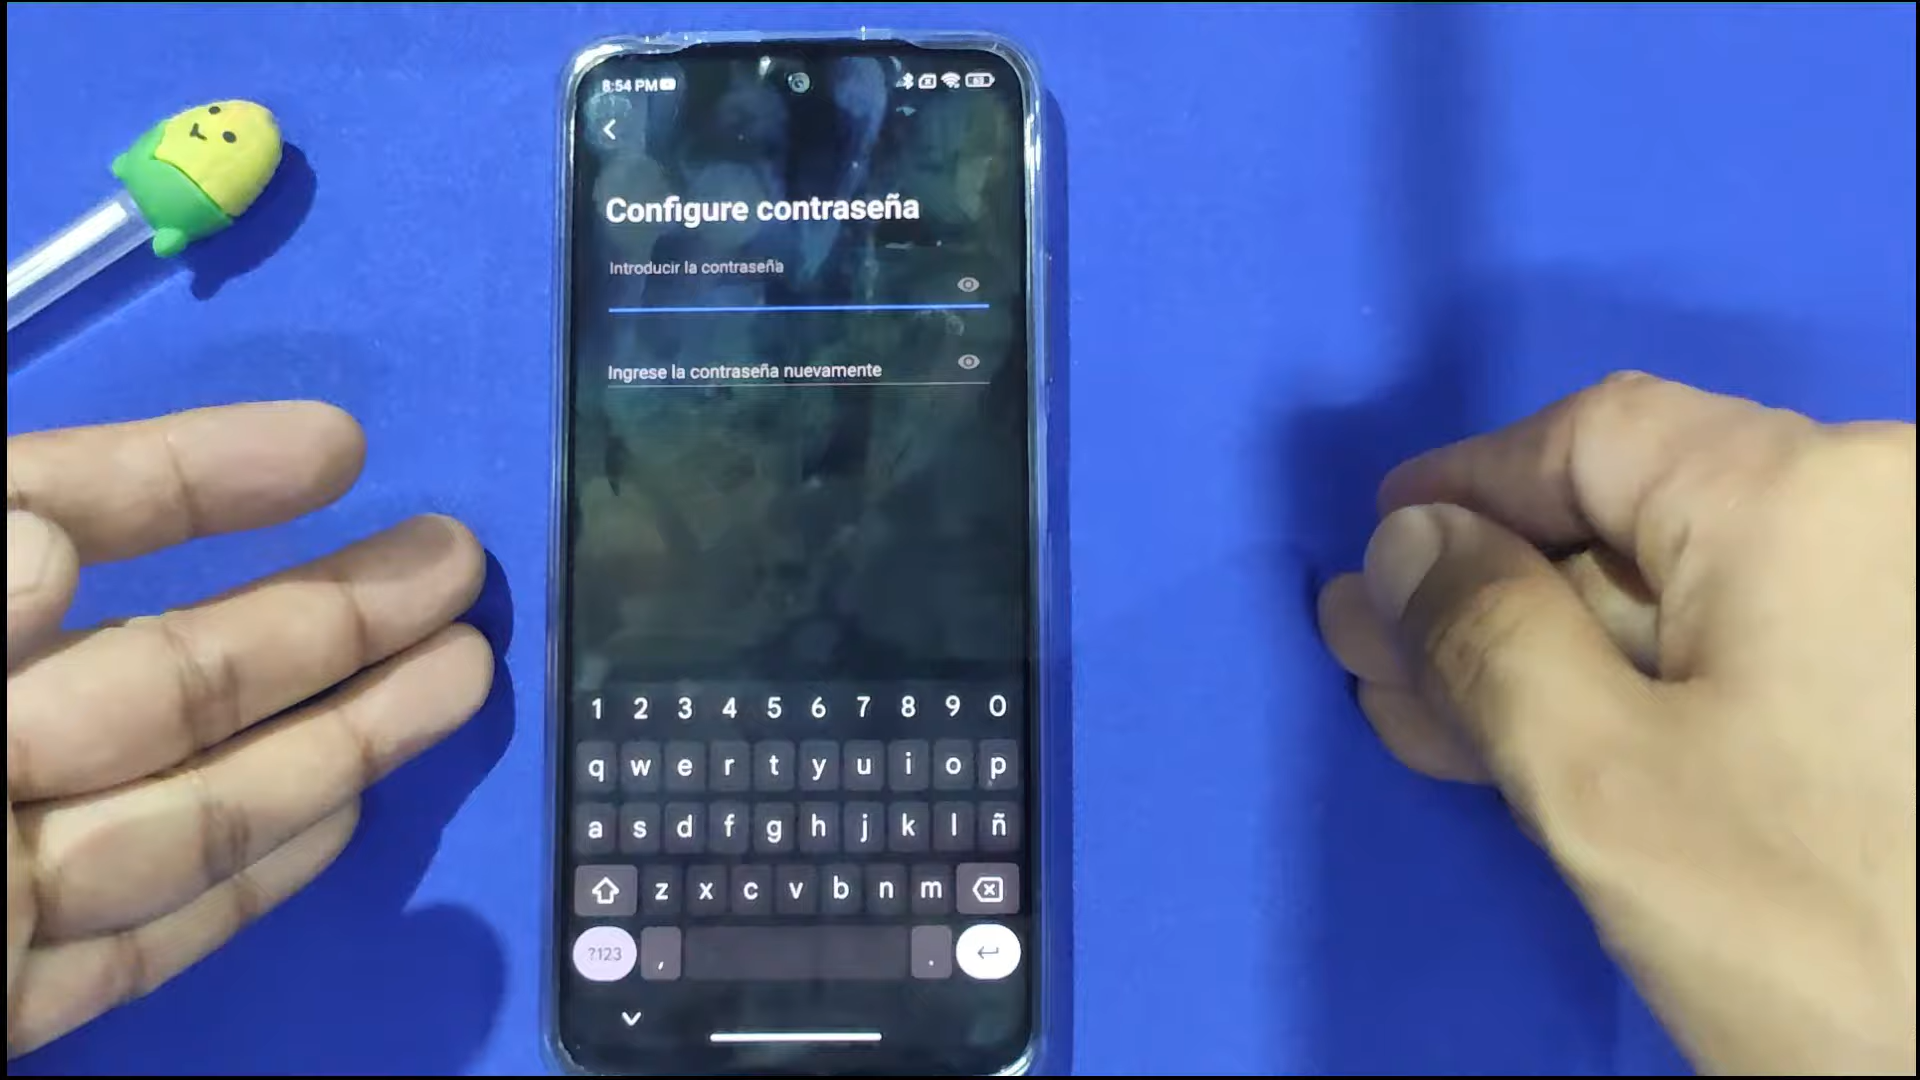 8:54 PM
Configure contraseña
Introducir la contraseña
Ingrese la contraseña nuevamente
1 2 3 4 5 6 7 8 9 0
q w e r t y u i o p
a s d f g h j k l ñ
z x c v b n m
?123 , .